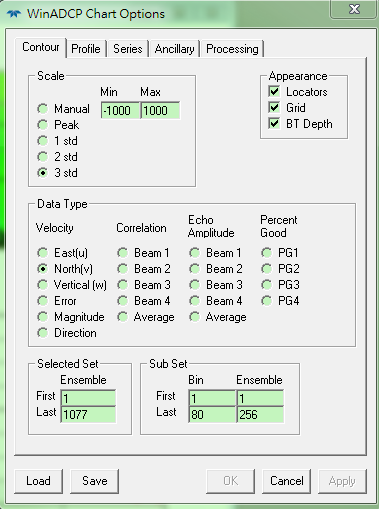 WinADCP Chart Options
Contour Profile Series Ancillary Processing
Scale
Min Max
Manual -1000 1000
Peak
1 std
2 std
3 std
Appearance
Locators
Grid
BT Depth
Data Type
Velocity
East(u)
North(v)
Vertical (w)
Error
Magnitude
Direction
Correlation
Beam 1
Beam 2
Beam 3
Beam 4
Average
Echo
Amplitude
Beam 1
Beam 2
Beam 3
Beam 4
Average
Percent
Good
PG1
PG2
PG3
PG4
Selected Set
Ensemble
First 1
Last 1077
Sub Set
Bin Ensemble
First 1 1
Last 80 256
Load Save OK Cancel Apply